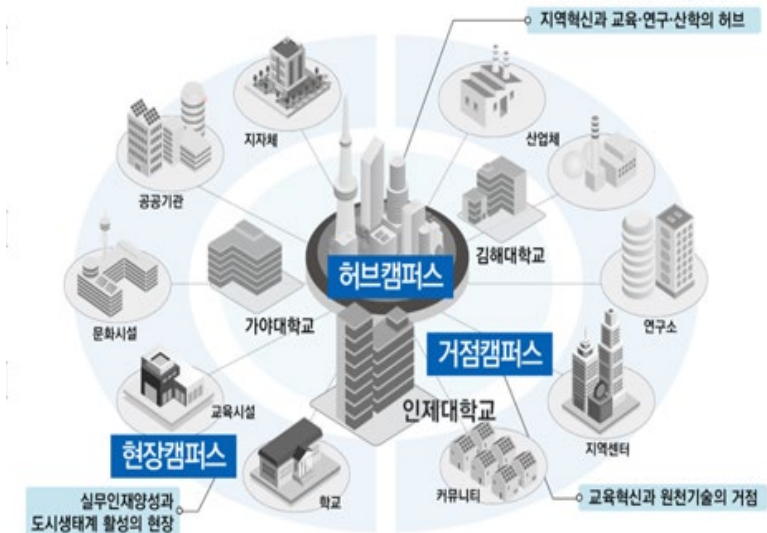 지역혁신과 교육·연구·산학의 허브
지자체
산업체
공공기관
김해대학교
허브캠퍼스
문화시설
가야대학교
연구소
거점캠퍼스
교육시설
인제대학교
현장캠퍼스
지역센터
학교
커뮤니티
실무인재양성과
도시생태계 활성의 현장
교육혁신과 원천기술의 거점